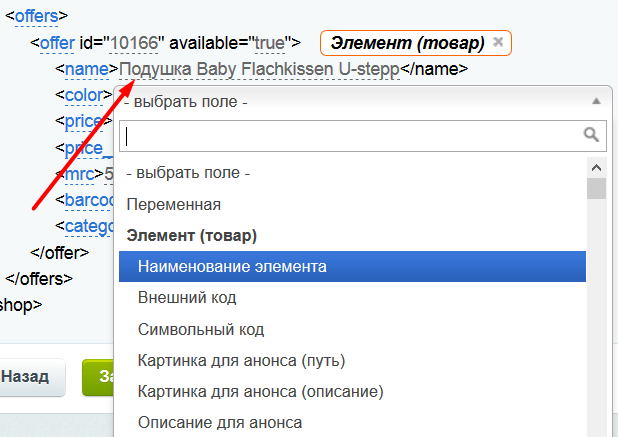 <offers>
<offer id="10166" available="true"> Элемент (товар) ×
<name>Подушка Baby Flachkissen U-stepp</name>
<color>
- выбрать поле -
<price>
<price_
- выбрать поле -
<mrc>5
Переменная
<barcod
Элемент (товар)
<catego
</offer>
Наименование элемента
</offers>
Внешний код
shop>
Символьный код
Картинка для анонса (путь)
Назад
За
Картинка для анонса (описание)
Описание для анонса